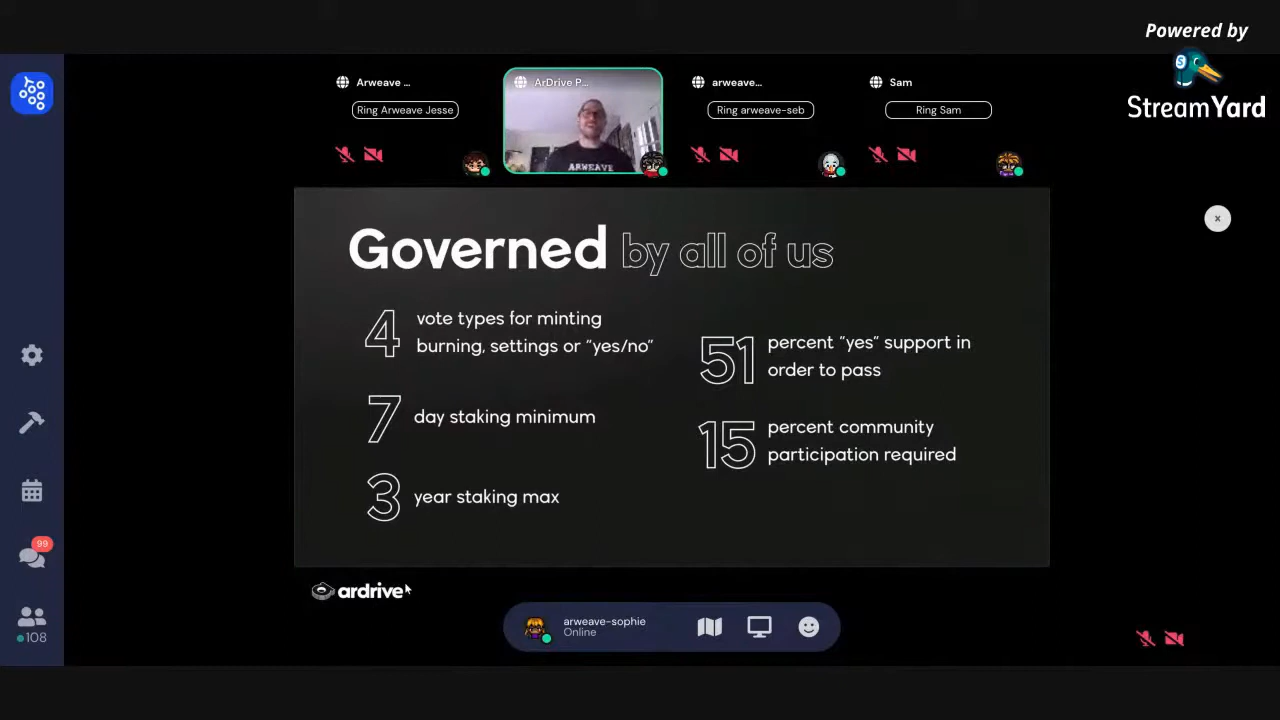 Powered by
StreamYard
Arweave ...
Ring Arweave Jesse
ArDrive P...
ARWEAVE
arweave...
Ring arweave-seb
Sam
Ring Sam
Governed by all of us
4 vote types for minting
burning, settings or "yes/no"
7 day staking minimum
3 year staking max
51 percent "yes" support in
order to pass
15 percent community
participation required
ardrive
99
108
arweave-sophie
Online